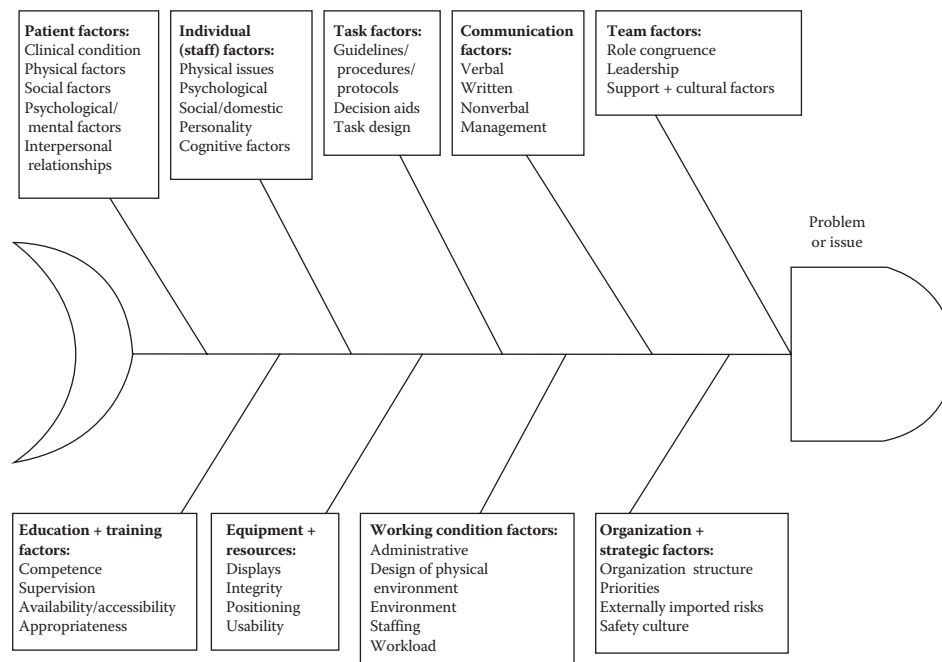 Patient factors:
Clinical condition
Physical factors
Social factors
Psychological/
mental factors
Interpersonal
relationships
Individual
(staff) factors:
Physical issues
Psychological
Social/domestic
Personality
Cognitive factors
Task factors:
Guidelines/
procedures/
protocols
Decision aids
Task design
Communication
factors:
Verbal
Written
Nonverbal
Management
Team factors:
Role congruence
Leadership
Support + cultural factors
Problem
or issue
Education + training
factors:
Competence
Supervision
Availability/accessibility
Appropriateness
Equipment +
resources:
Displays
Integrity
Positioning
Usability
Working condition factors:
Administrative
Design of physical
environment
Environment
Staffing
Workload
Organization +
strategic factors:
Organization structure
Priorities
Externally imported risks
Safety culture